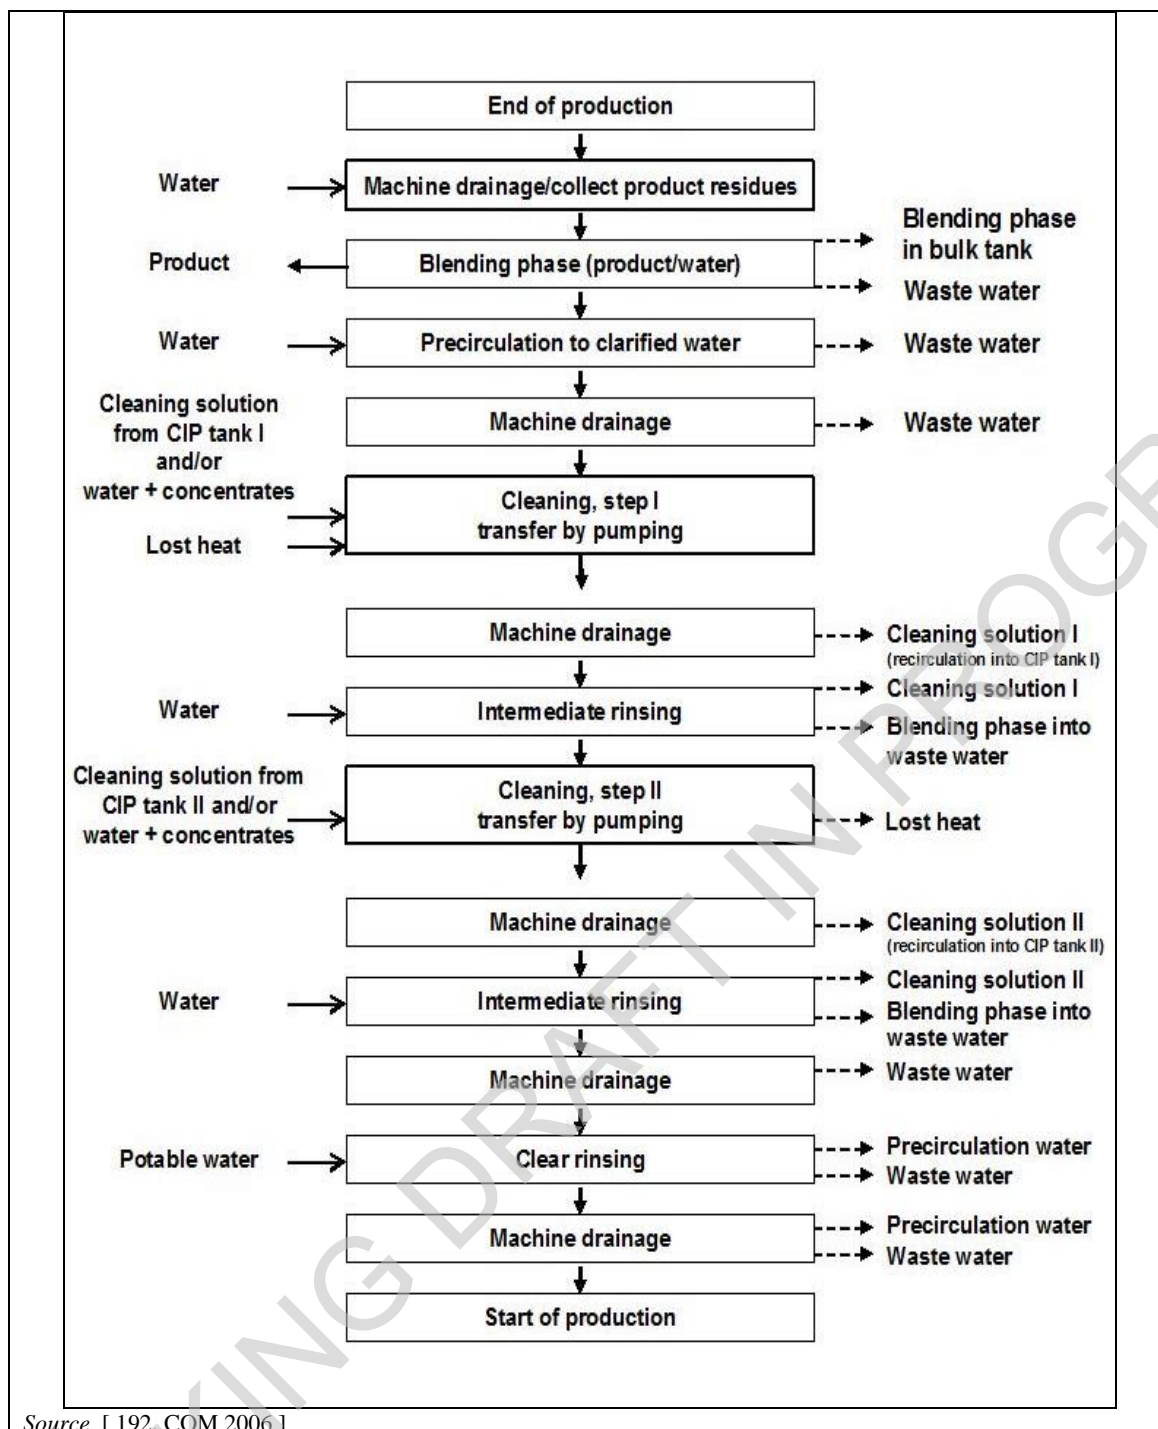 End of production
Water
Machine drainage/collect product residues
Product
Blending phase (product/water)
Blending phase
in bulk tank
Waste water
Water
Precirculation to clarified water
Waste water
Machine drainage
Waste water
Cleaning solution
from CIP tank I
and/or
water + concentrates
Lost heat
Cleaning, step I
transfer by pumping
Machine drainage
Cleaning solution I
(recirculation into CIP tank I)
Water
Intermediate rinsing
Cleaning solution I
Blending phase into
waste water
Cleaning solution from
CIP tank II and/or
water + concentrates
Cleaning, step II
transfer by pumping
Lost heat
Machine drainage
Cleaning solution II
(recirculation into CIP tank II)
Water
Intermediate rinsing
Cleaning solution II
Blending phase into
waste water
Machine drainage
Waste water
Potable water
Clear rinsing
Precirculation water
Waste water
Machine drainage
Precirculation water
Waste water
Start of production
Source [ 192, COM 2006 ]
KING DRAFT IN PROGR